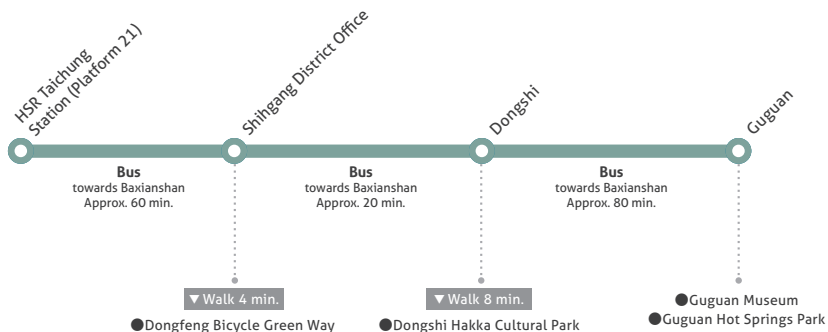 HSR Taichung
Station (Platform 21)
Shihgang District Office
Dongshi
Guguan
Bus
towards Baxianshan
Approx. 60 min.
Bus
towards Baxianshan
Approx. 20 min.
Bus
towards Baxianshan
Approx. 80 min.
▼ Walk 4 min.
●Dongfeng Bicycle Green Way
▼ Walk 8 min.
●Dongshi Hakka Cultural Park
●Guguan Museum
●Guguan Hot Springs Park